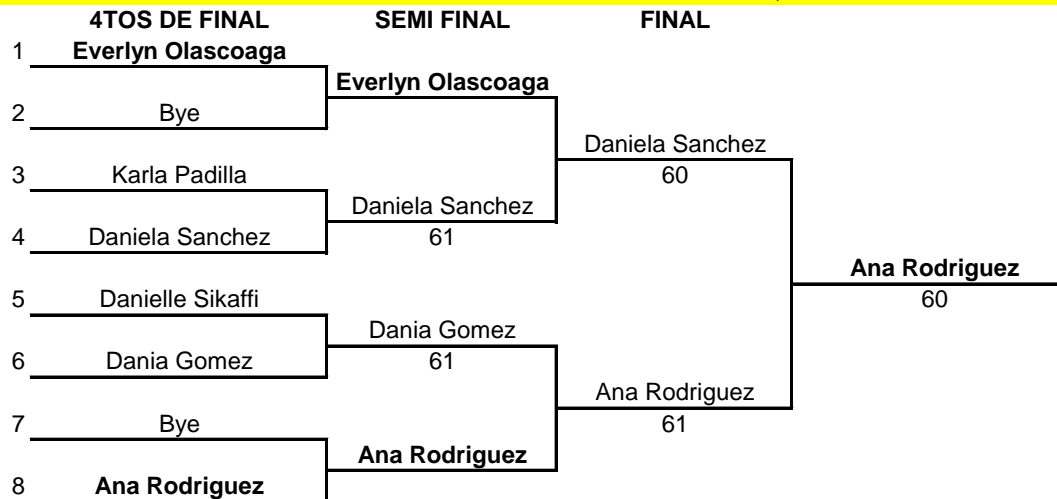 4TOS DE FINAL SEMI FINAL FINAL
1 Everlyn Olascoaga
Everlyn Olascoaga
2 Bye
Daniela Sanchez
3 Karla Padilla 60
Daniela Sanchez
4 Daniela Sanchez 61
Ana Rodriguez
5 Danielle Sikaffi 60
Dania Gomez
6 Dania Gomez 61
Ana Rodriguez
7 Bye 61
Ana Rodriguez
8 Ana Rodriguez